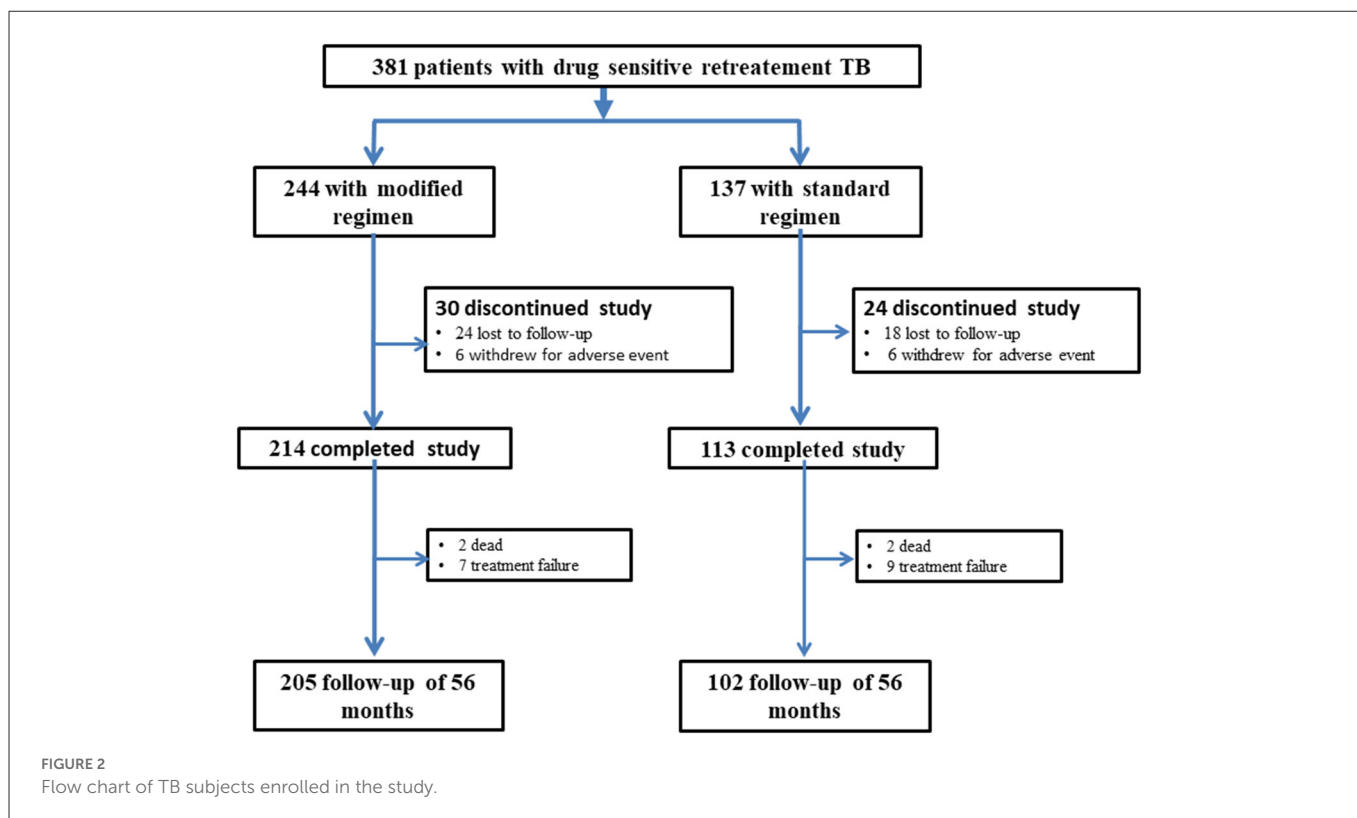 381 patients with drug sensitive retreatement TB
244 with modified
regimen
137 with standard
regimen
30 discontinued study
• 24 lost to follow-up
• 6 withdrew for adverse event
24 discontinued study
• 18 lost to follow-up
• 6 withdrew for adverse event
214 completed study
113 completed study
• 2 dead
• 7 treatment failure
• 2 dead
• 9 treatment failure
205 follow-up of 56
months
102 follow-up of 56
months
FIGURE 2
Flow chart of TB subjects enrolled in the study.